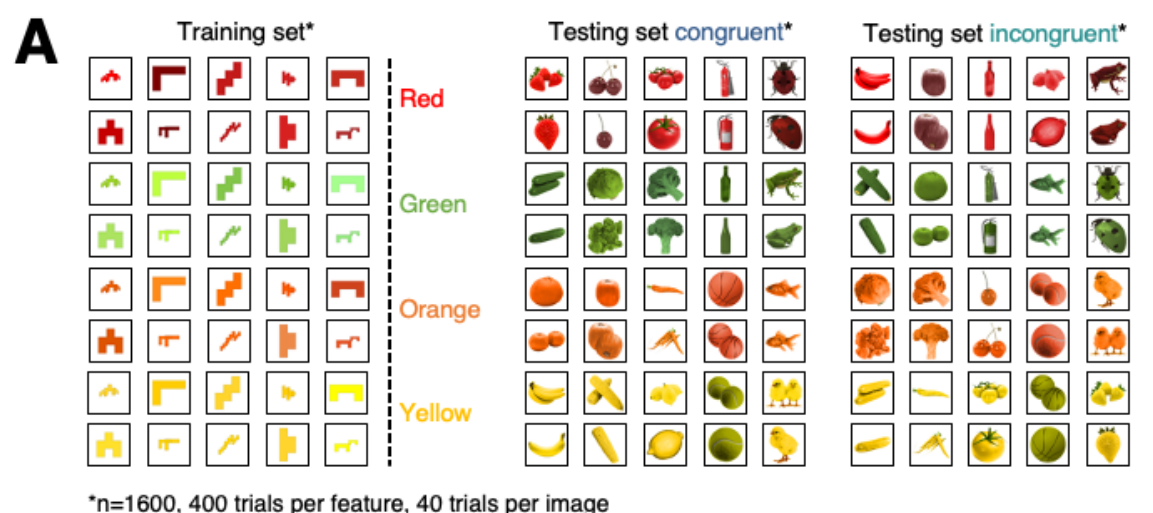 A
Training set*
Testing set congruent*
Testing set incongruent*
Red
Green
Orange
Yellow
*n=1600, 400 trials per feature, 40 trials per image